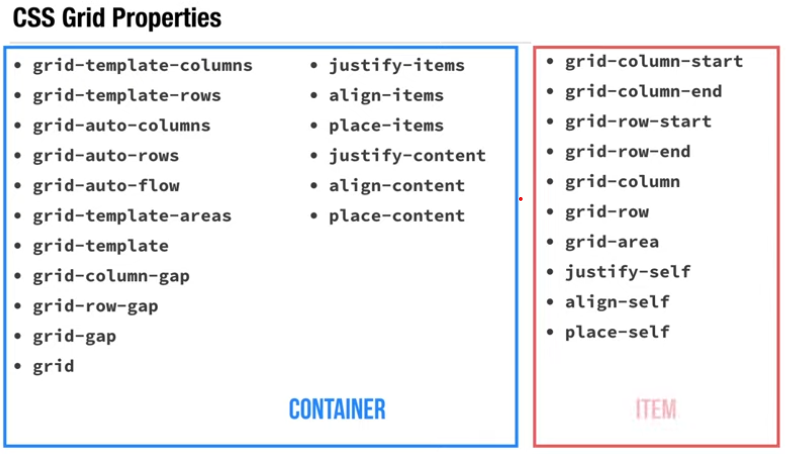 CSS Grid Properties
• grid-template-columns
• grid-template-rows
• grid-auto-columns
• grid-auto-rows
• grid-auto-flow
• grid-template-areas
• grid-template
• grid-column-gap
• grid-row-gap
• grid-gap
• grid
• justify-items
• align-items
• place-items
• justify-content
• align-content
• place-content
CONTAINER
• grid-column-start
• grid-column-end
• grid-row-start
• grid-row-end
• grid-column
• grid-row
• grid-area
• justify-self
• align-self
• place-self
ITEM